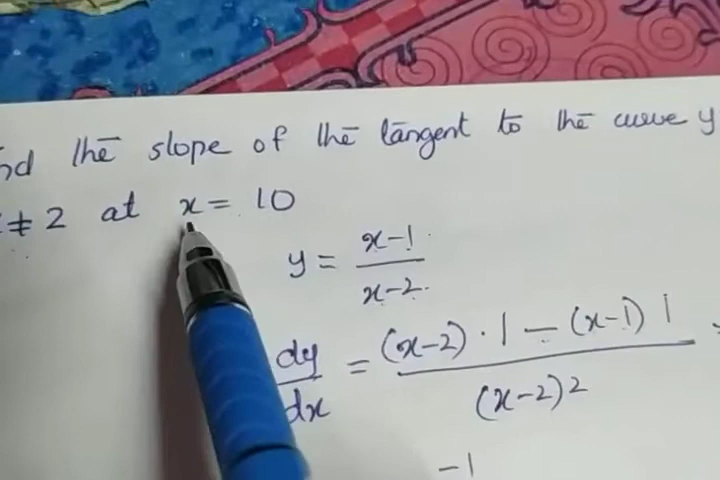 the slope of the tangent to the curve y
≠ 2 at x = 10
y = x-1 / x-2
dy/dx = (x-2) · 1 - (x-1) 1 / (x-2)2
-1